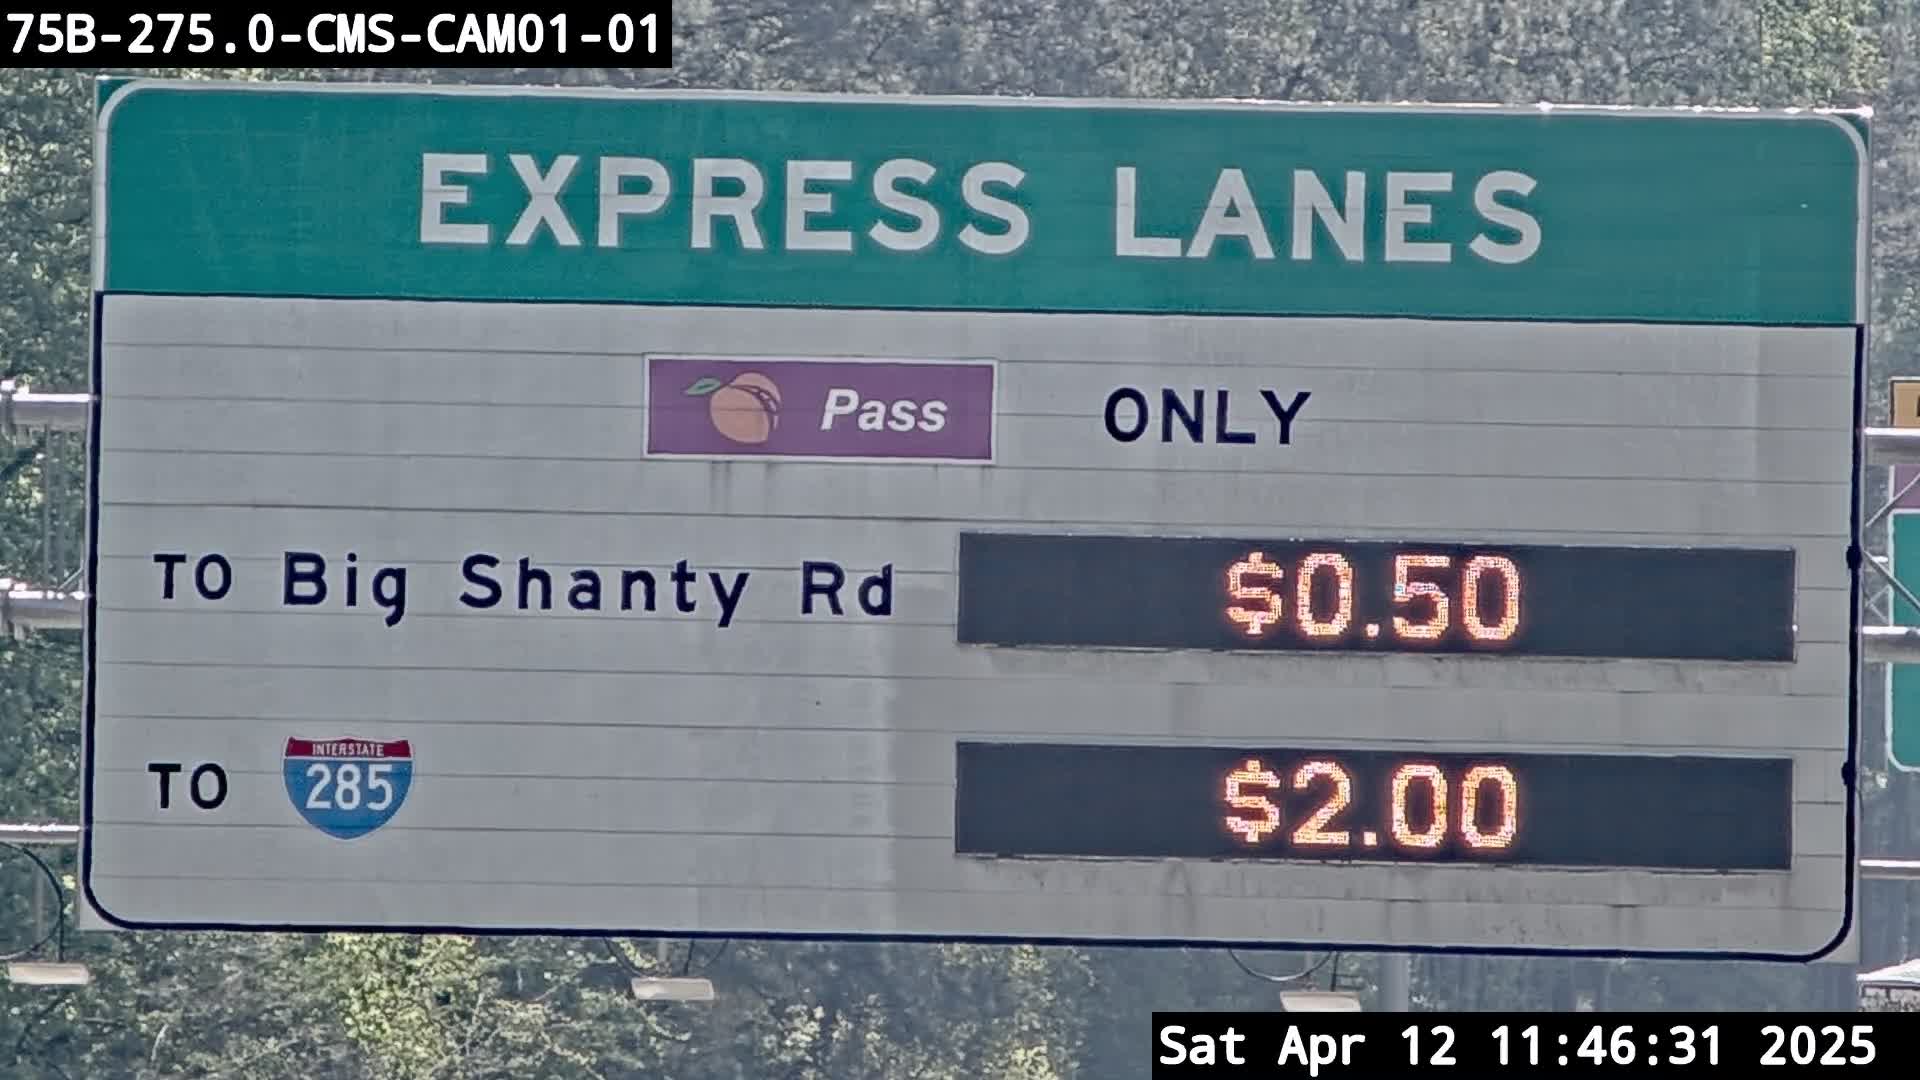 75B-275.0-CMS-CAM01-01
EXPRESS LANES
Pass ONLY
TO Big Shanty Rd $0.50
INTERSTATE
TO 285 $2.00
Sat Apr 12 11:46:31 2025